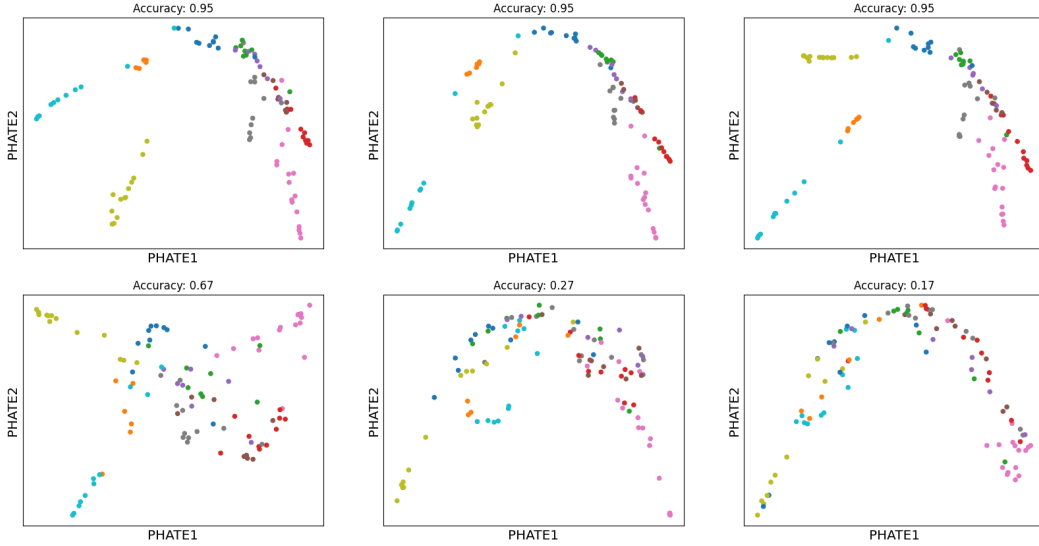 Accuracy: 0.95
Accuracy: 0.95
Accuracy: 0.95
PHATE2
PHATE2
PHATE2
PHATE1
PHATE1
PHATE1
Accuracy: 0.67
Accuracy: 0.27
Accuracy: 0.17
PHATE2
PHATE2
PHATE2
PHATE1
PHATE1
PHATE1